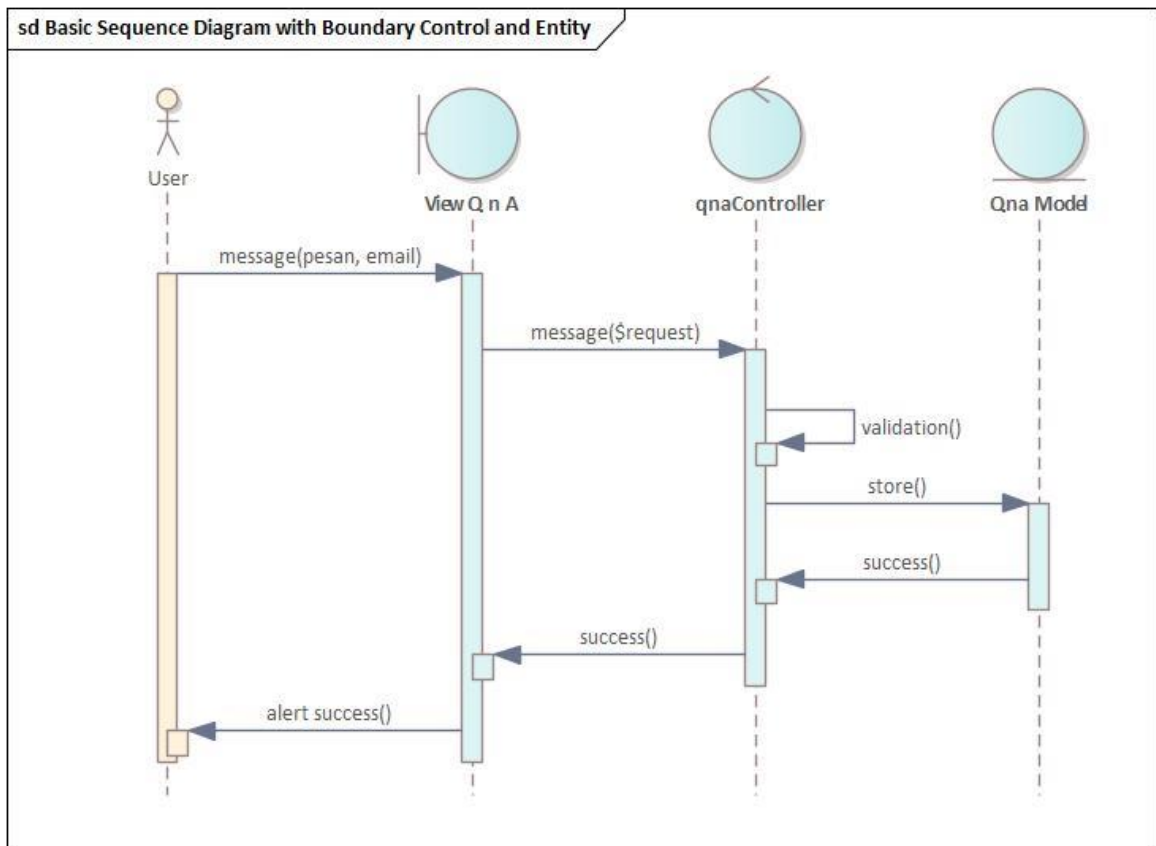 sd Basic Sequence Diagram with Boundary Control and Entity
User
View Q n A
qnaController
Qna Model
message(pesan, email)
message($request)
validation()
store()
success()
success()
alert success()